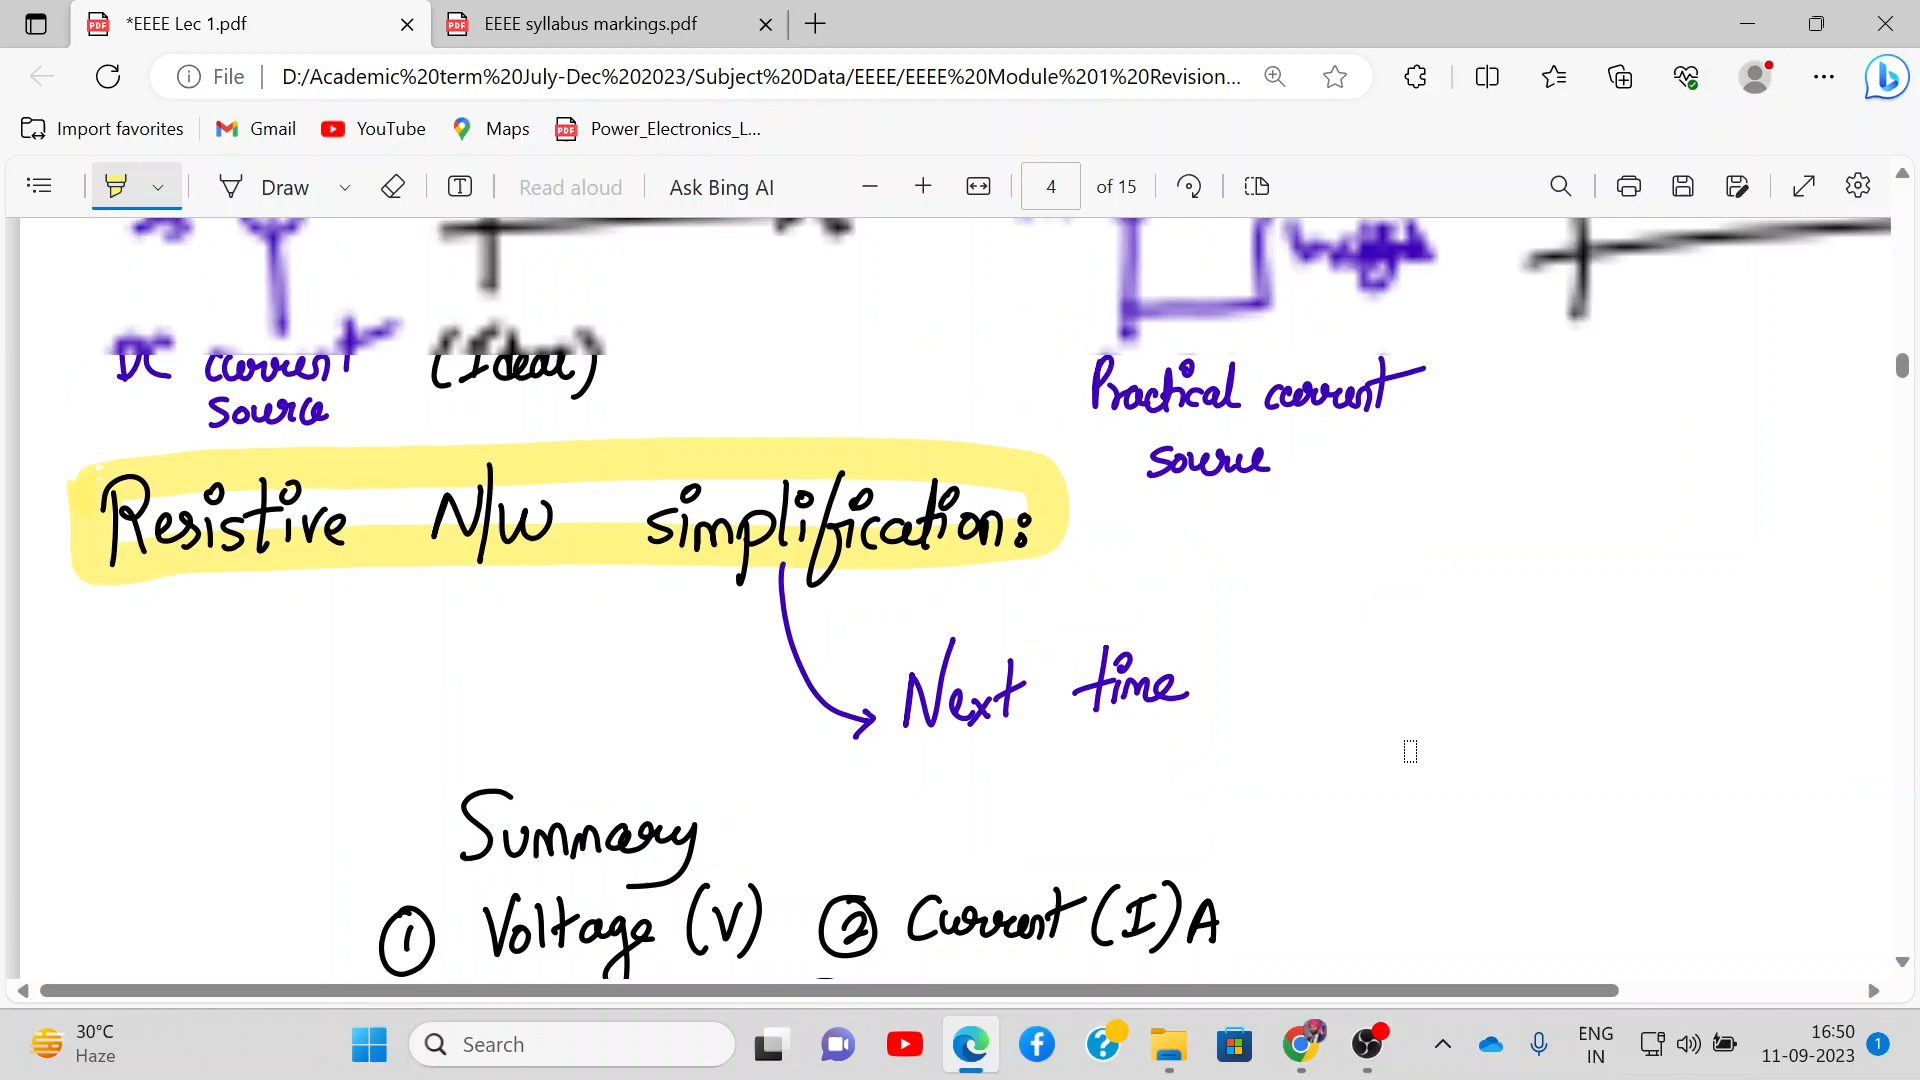 *EEEE Lec 1.pdf
EEEE syllabus markings.pdf
File
D:/Academic%20term%20July-Dec%202023/Subject%20Data/EEEE/EEEE%20Module%201%20Revision...
Import favorites
Gmail
YouTube
Maps
Power_Electronics_L...
Draw
Read aloud
Ask Bing AI
4 of 15
DC current
source
(Ideal)
Practical current
source
Resistive N/W simplification:
Next time
Summary
① Voltage (V) ② Current (I) A
30°C
Haze
Search
ENG
IN
16:50
11-09-2023
1